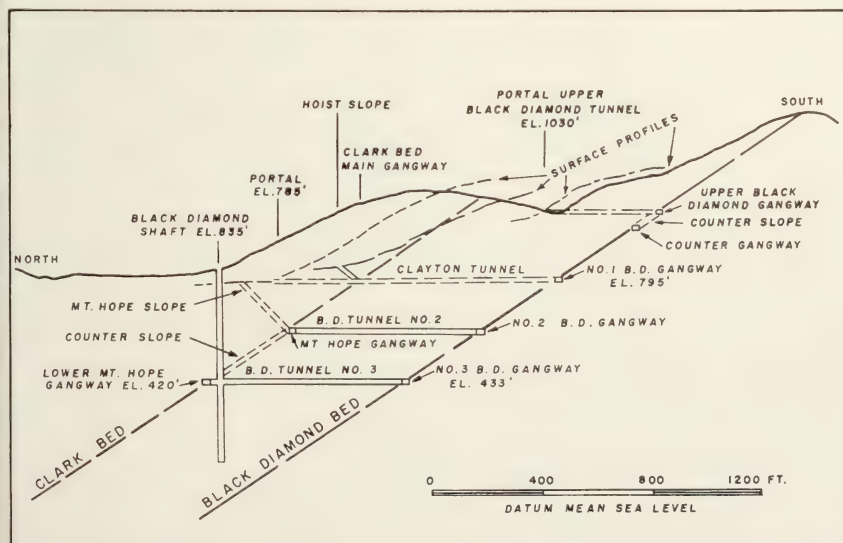 SOUTH
PORTAL UPPER
BLACK DIAMOND TUNNEL
EL.1030'
HOIST SLOPE
SURFACE PROFILES
CLARK BED
MAIN GANGWAY
PORTAL
EL.785'
UPPER BLACK
DIAMOND GANGWAY
BLACK DIAMOND
SHAFT EL.835'
COUNTER SLOPE
COUNTER GANGWAY
NORTH
CLAYTON TUNNEL
NO.1 B.D. GANGWAY
EL. 795'
MT. HOPE SLOPE
B.D. TUNNEL NO.2
NO.2 B.D. GANGWAY
COUNTER SLOPE
MT HOPE GANGWAY
LOWER MT. HOPE
GANGWAY EL. 420'
B.D. TUNNEL NO. 3
NO.3 B.D. GANGWAY
EL. 433'
CLARK BED
BLACK DIAMOND BED
0 400 800 1200 FT.
DATUM MEAN SEA LEVEL